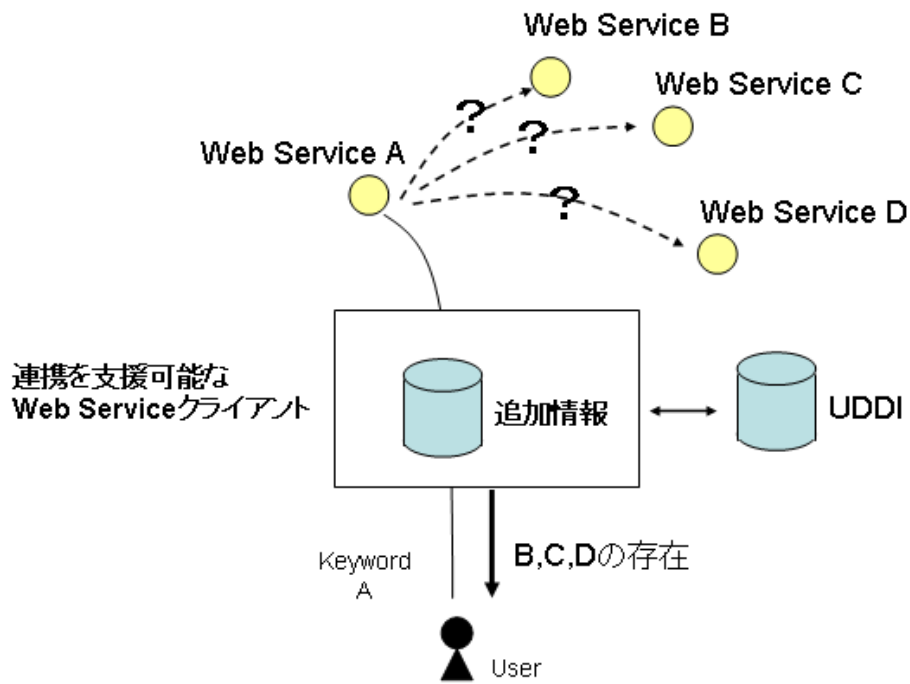 Web Service B
Web Service C
?
?
Web Service A
?
Web Service D
連携を支援可能な
Web Serviceクライアント
追加情報
UDDI
Keyword
A
B,C,Dの存在
User